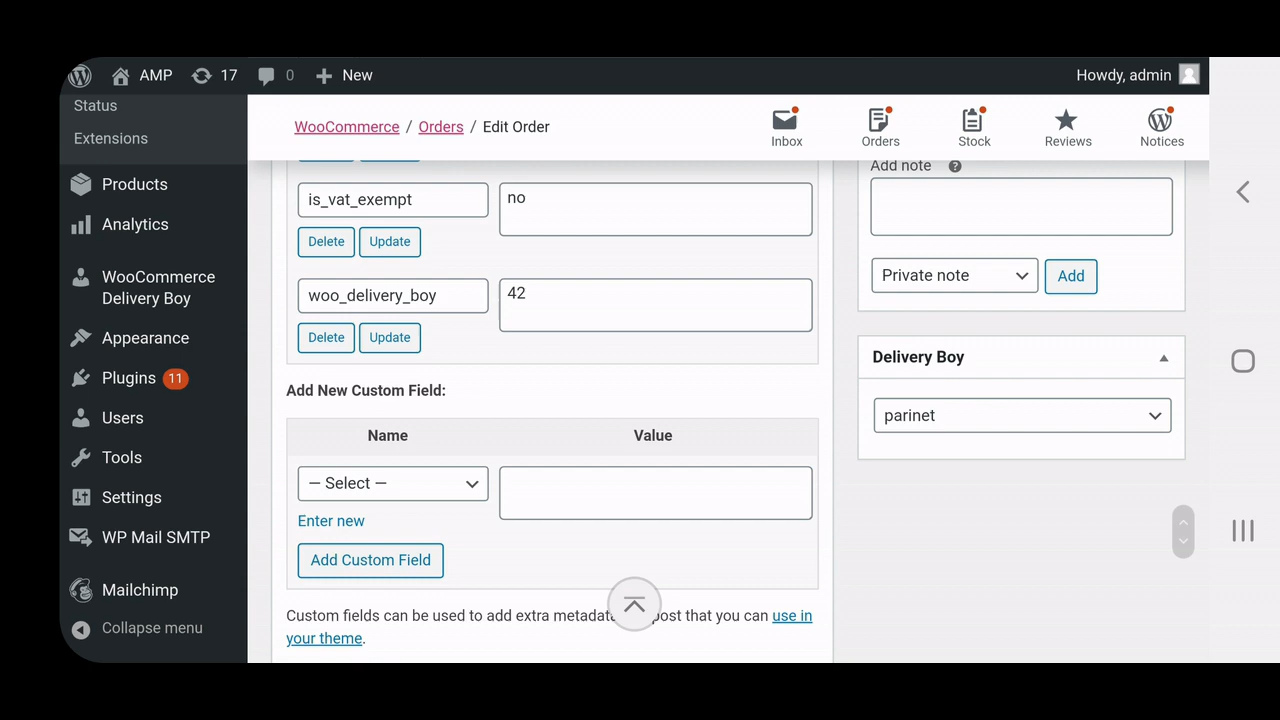 AMP 17 0 New Howdy, admin
Status
Extensions
Products
Analytics
WooCommerce
Delivery Boy
Appearance
Plugins 11
Users
Tools
Settings
WP Mail SMTP
Mailchimp
Collapse menu
WooCommerce / Orders / Edit Order
Inbox
Orders
Stock
Reviews
Notices
is_vat_exempt
no
Delete
Update
woo_delivery_boy
42
Delete
Update
Add New Custom Field:
Name
Value
— Select —
Enter new
Add Custom Field
Custom fields can be used to add extra metadata post that you can use in
your theme.
Add note ?
Private note
Add
Delivery Boy
parinet